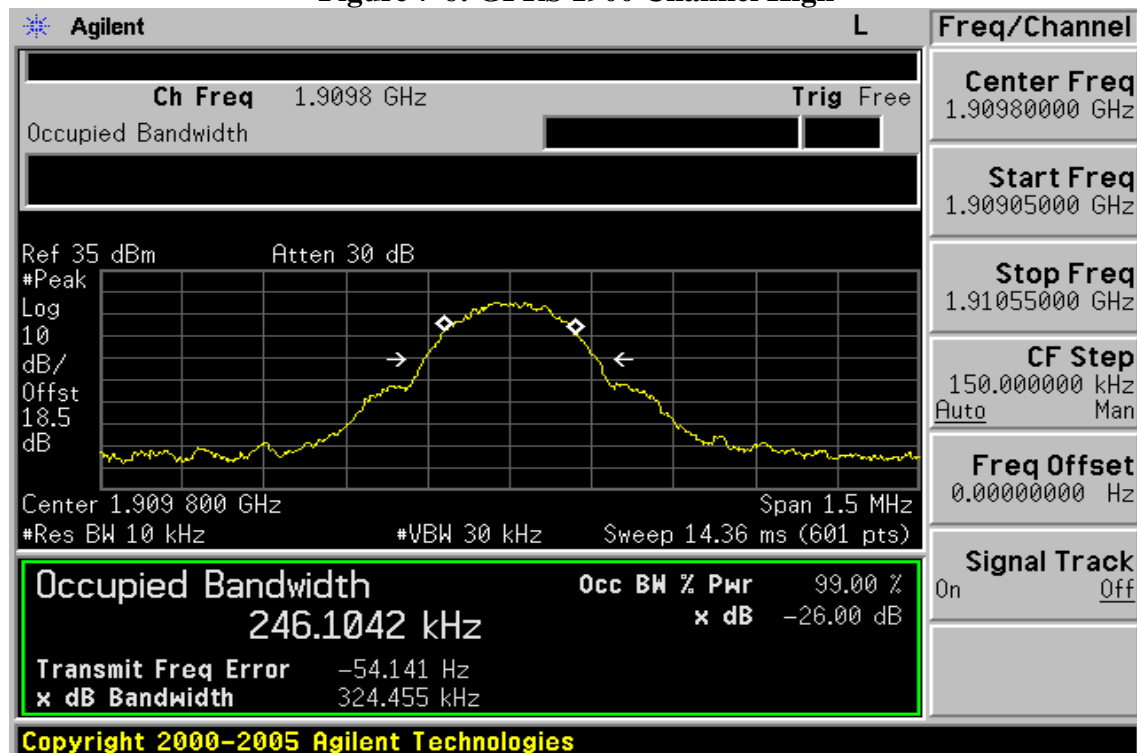 Agilent L Freq/Channel
Ch Freq 1.9098 GHz Trig Free
Occupied Bandwidth
Center Freq
1.90980000 GHz
Start Freq
1.90905000 GHz
Stop Freq
1.91055000 GHz
CF Step
150.000000 kHz
Auto Man
Freq Offset
0.00000000 Hz
Signal Track
On Off
Ref 35 dBm Atten 30 dB
#Peak
Log
10
dB/
Offst
18.5
dB
Center 1.909 800 GHz Span 1.5 MHz
#Res BW 10 kHz #VBW 30 kHz Sweep 14.36 ms (601 pts)
Occupied Bandwidth Occ BW % Pwr 99.00 %
246.1042 kHz x dB -26.00 dB
Transmit Freq Error -54.141 Hz
x dB Bandwidth 324.455 kHz
Copyright 2000-2005 Agilent Technologies